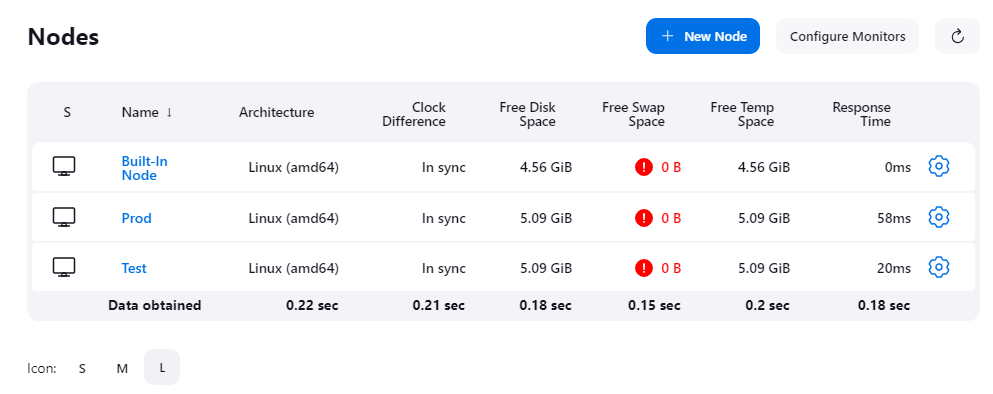 Nodes
+ New Node
Configure Monitors
S Name ↓ Architecture Clock Difference Free Disk Space Free Swap Space Free Temp Space Response Time
Built-In Node Linux (amd64) In sync 4.56 GiB ! 0 B 4.56 GiB 0ms
Prod Linux (amd64) In sync 5.09 GiB ! 0 B 5.09 GiB 58ms
Test Linux (amd64) In sync 5.09 GiB ! 0 B 5.09 GiB 20ms
Data obtained 0.22 sec 0.21 sec 0.18 sec 0.15 sec 0.2 sec 0.18 sec
Icon: S M L